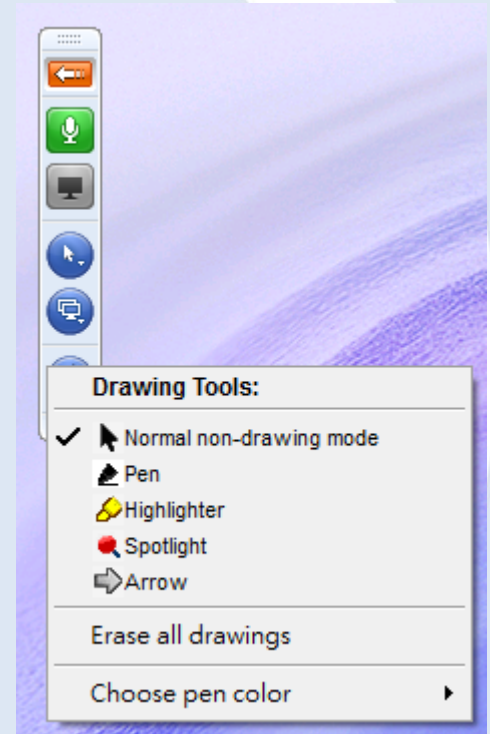 Drawing Tools:
Normal non-drawing mode
Pen
Highlighter
Spotlight
Arrow
Erase all drawings
Choose pen color